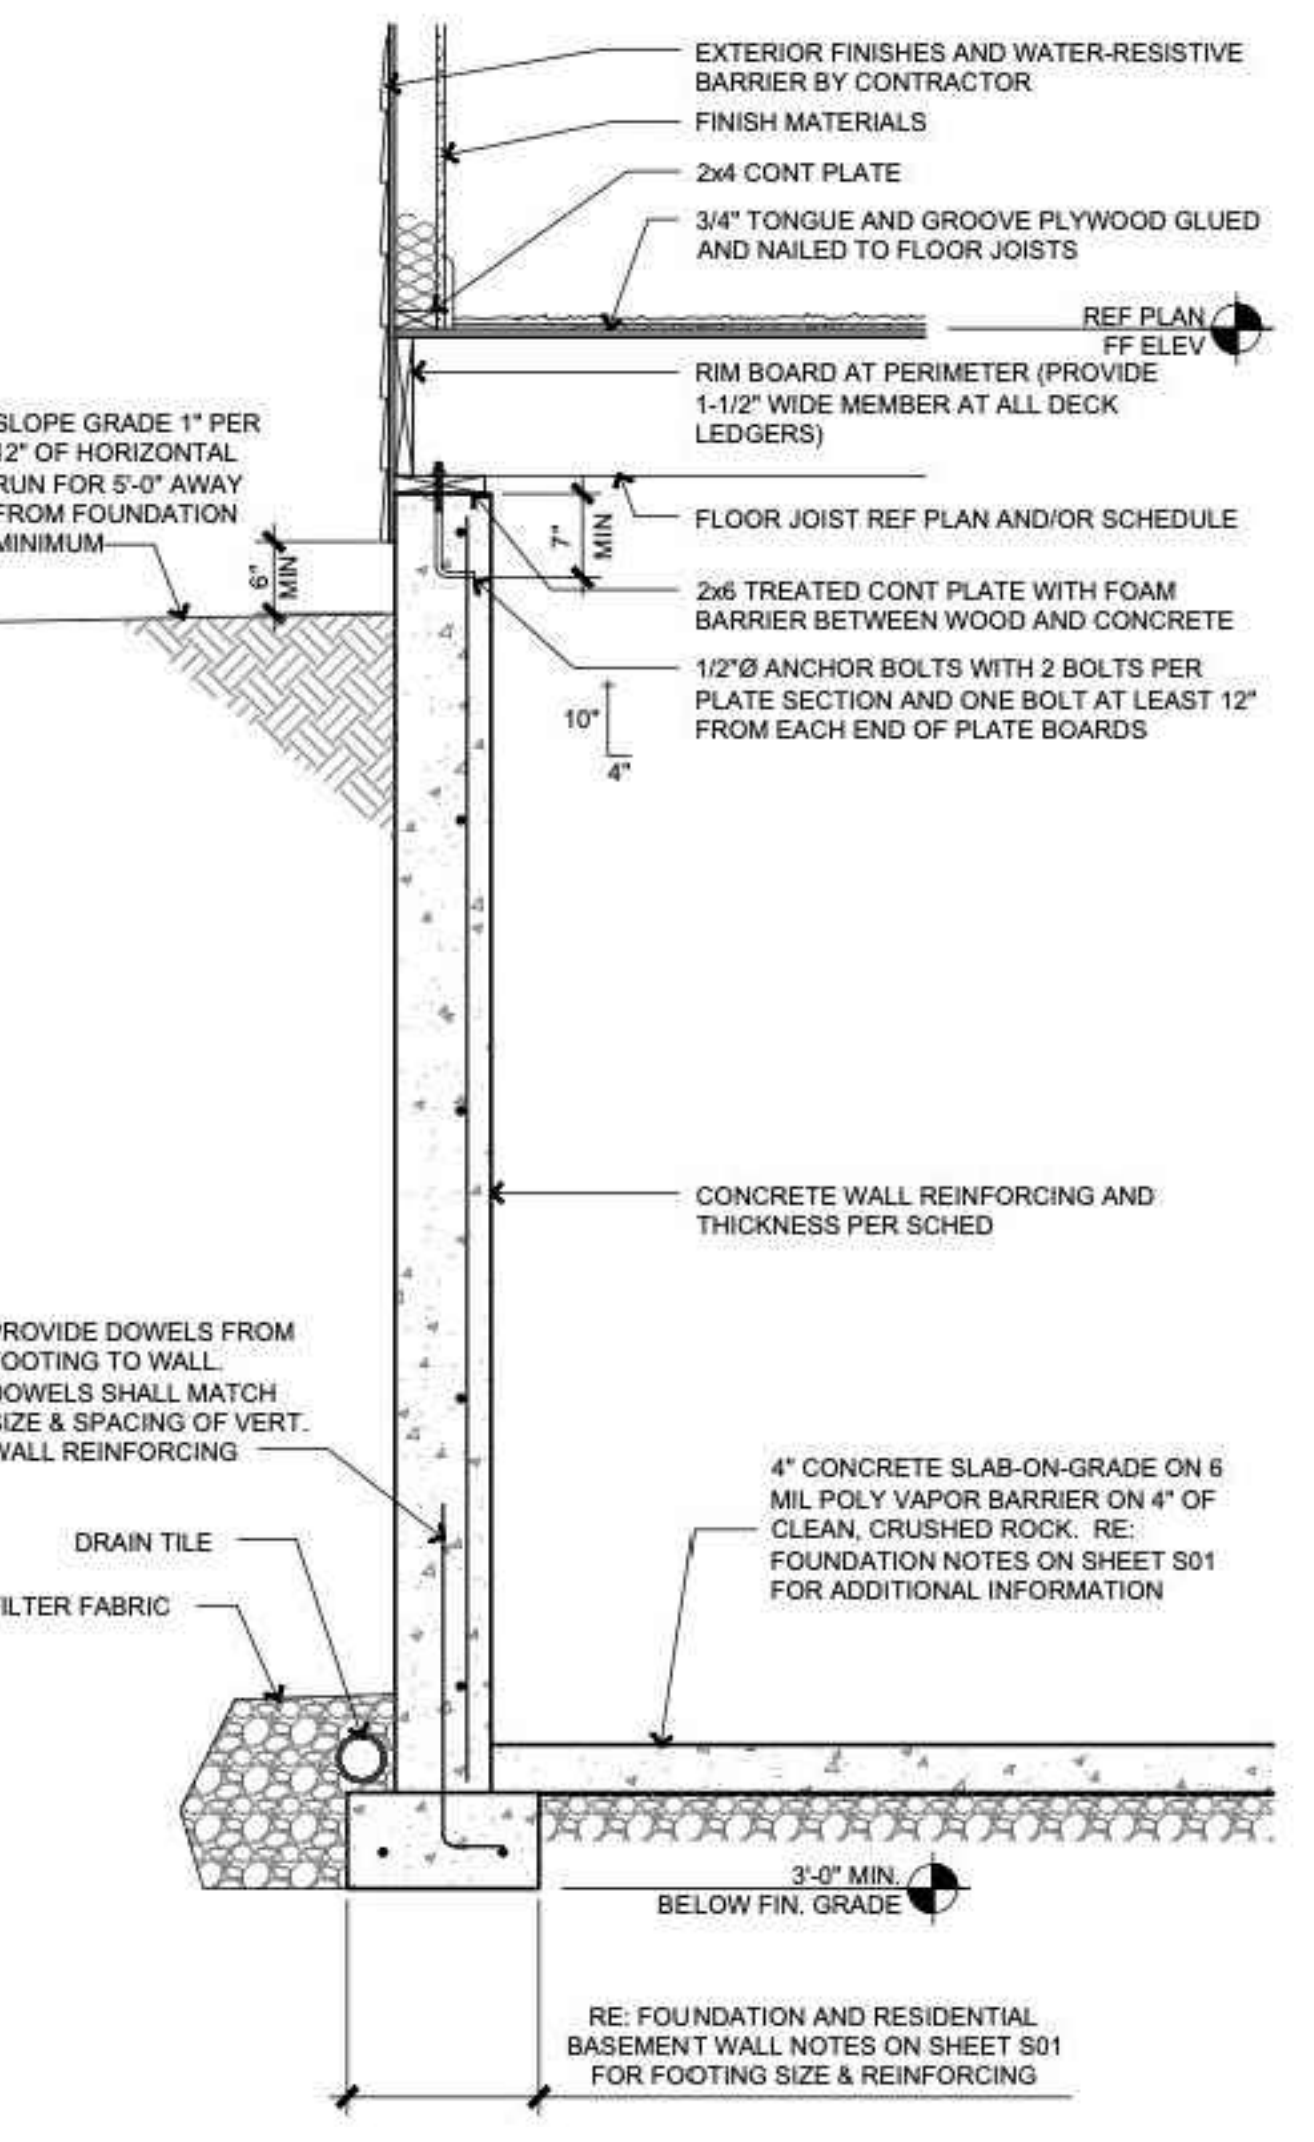 EXTERIOR FINISHES AND WATER-RESISTIVE
BARRIER BY CONTRACTOR
FINISH MATERIALS
2x4 CONT PLATE
3/4" TONGUE AND GROOVE PLYWOOD GLUED
AND NAILED TO FLOOR JOISTS
REF PLAN
FF ELEV
RIM BOARD AT PERIMETER (PROVIDE
1-1/2" WIDE MEMBER AT ALL DECK
LEDGERS)
SLOPE GRADE 1" PER
12" OF HORIZONTAL
RUN FOR 5'-0" AWAY
FROM FOUNDATION
MINIMUM
6"
MIN
7"
MIN
FLOOR JOIST REF PLAN AND/OR SCHEDULE
2x6 TREATED CONT PLATE WITH FOAM
BARRIER BETWEEN WOOD AND CONCRETE
1/2"Ø ANCHOR BOLTS WITH 2 BOLTS PER
PLATE SECTION AND ONE BOLT AT LEAST 12"
FROM EACH END OF PLATE BOARDS
10"
4"
CONCRETE WALL REINFORCING AND
THICKNESS PER SCHED
PROVIDE DOWELS FROM
FOOTING TO WALL.
DOWELS SHALL MATCH
SIZE & SPACING OF VERT.
WALL REINFORCING
DRAIN TILE
FILTER FABRIC
4" CONCRETE SLAB-ON-GRADE ON 6
MIL POLY VAPOR BARRIER ON 4" OF
CLEAN, CRUSHED ROCK. RE:
FOUNDATION NOTES ON SHEET S01
FOR ADDITIONAL INFORMATION
3'-0" MIN.
BELOW FIN. GRADE
RE: FOUNDATION AND RESIDENTIAL
BASEMENT WALL NOTES ON SHEET S01
FOR FOOTING SIZE & REINFORCING